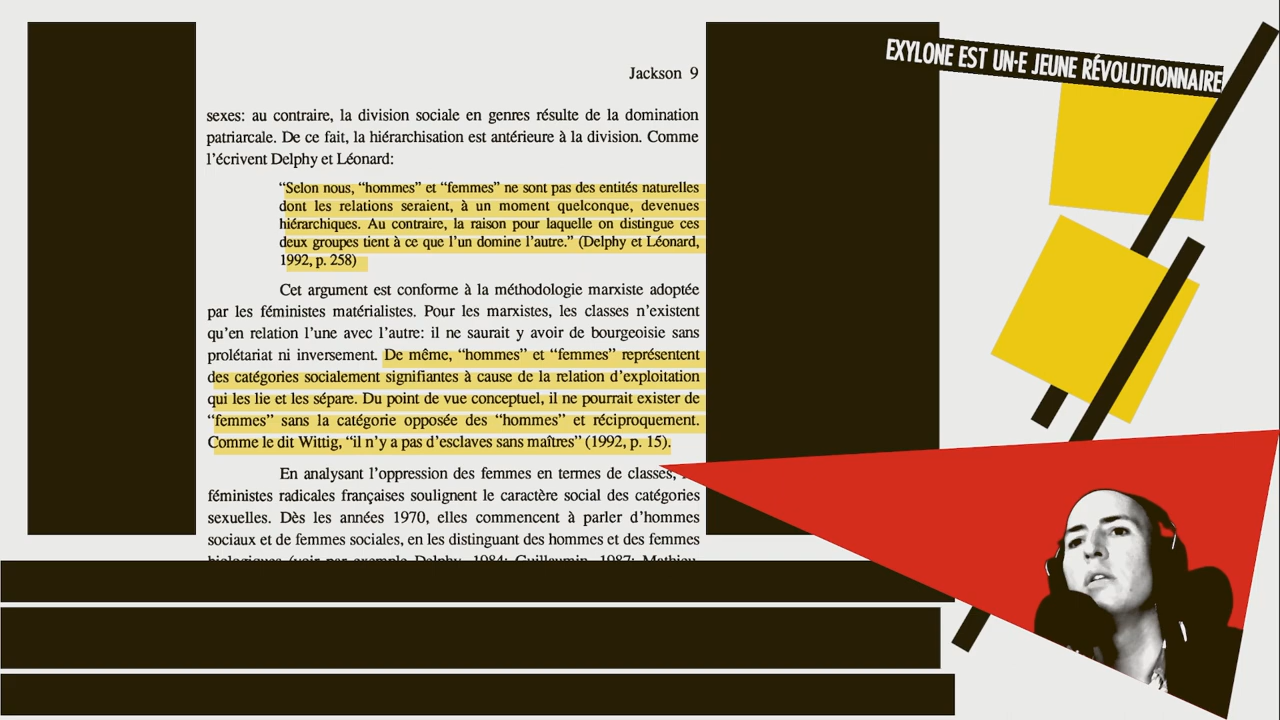 EXYLONE EST UN·E JEUNE RÉVOLUTIONNAIRE
Jackson 9
sexes: au contraire, la division sociale en genres résulte de la domination
patriarcale. De ce fait, la hiérarchisation est antérieure à la division. Comme
l’écrivent Delphy et Léonard:
“Selon nous, “hommes” et “femmes” ne sont pas des entités naturelles
dont les relations seraient, à un moment quelconque, devenues
hiérarchiques. Au contraire, la raison pour laquelle on distingue ces
deux groupes tient à ce que l’un domine l’autre.” (Delphy et Léonard,
1992, p. 258)
Cet argument est conforme à la méthodologie marxiste adoptée
par les féministes matérialistes. Pour les marxistes, les classes n’existent
qu’en relation l’une avec l’autre: il ne saurait y avoir de bourgeoisie sans
prolétariat ni inversement. De même, “hommes” et “femmes” représentent
des catégories socialement signifiantes à cause de la relation d’exploitation
qui les lie et les sépare. Du point de vue conceptuel, il ne pourrait exister de
“femmes” sans la catégorie opposée des “hommes” et réciproquement.
Comme le dit Wittig, “il n’y a pas d’esclaves sans maîtres” (1992, p. 15).
En analysant l’oppression des femmes en termes de classes,
féministes radicales françaises soulignent le caractère social des catégories
sexuelles. Dès les années 1970, elles commencent à parler d’hommes
sociaux et de femmes sociales, en les distinguant des hommes et des femmes
biologiques (voir par exemple Delphy, 1984; Guillaumin, 1987; Mathieu,